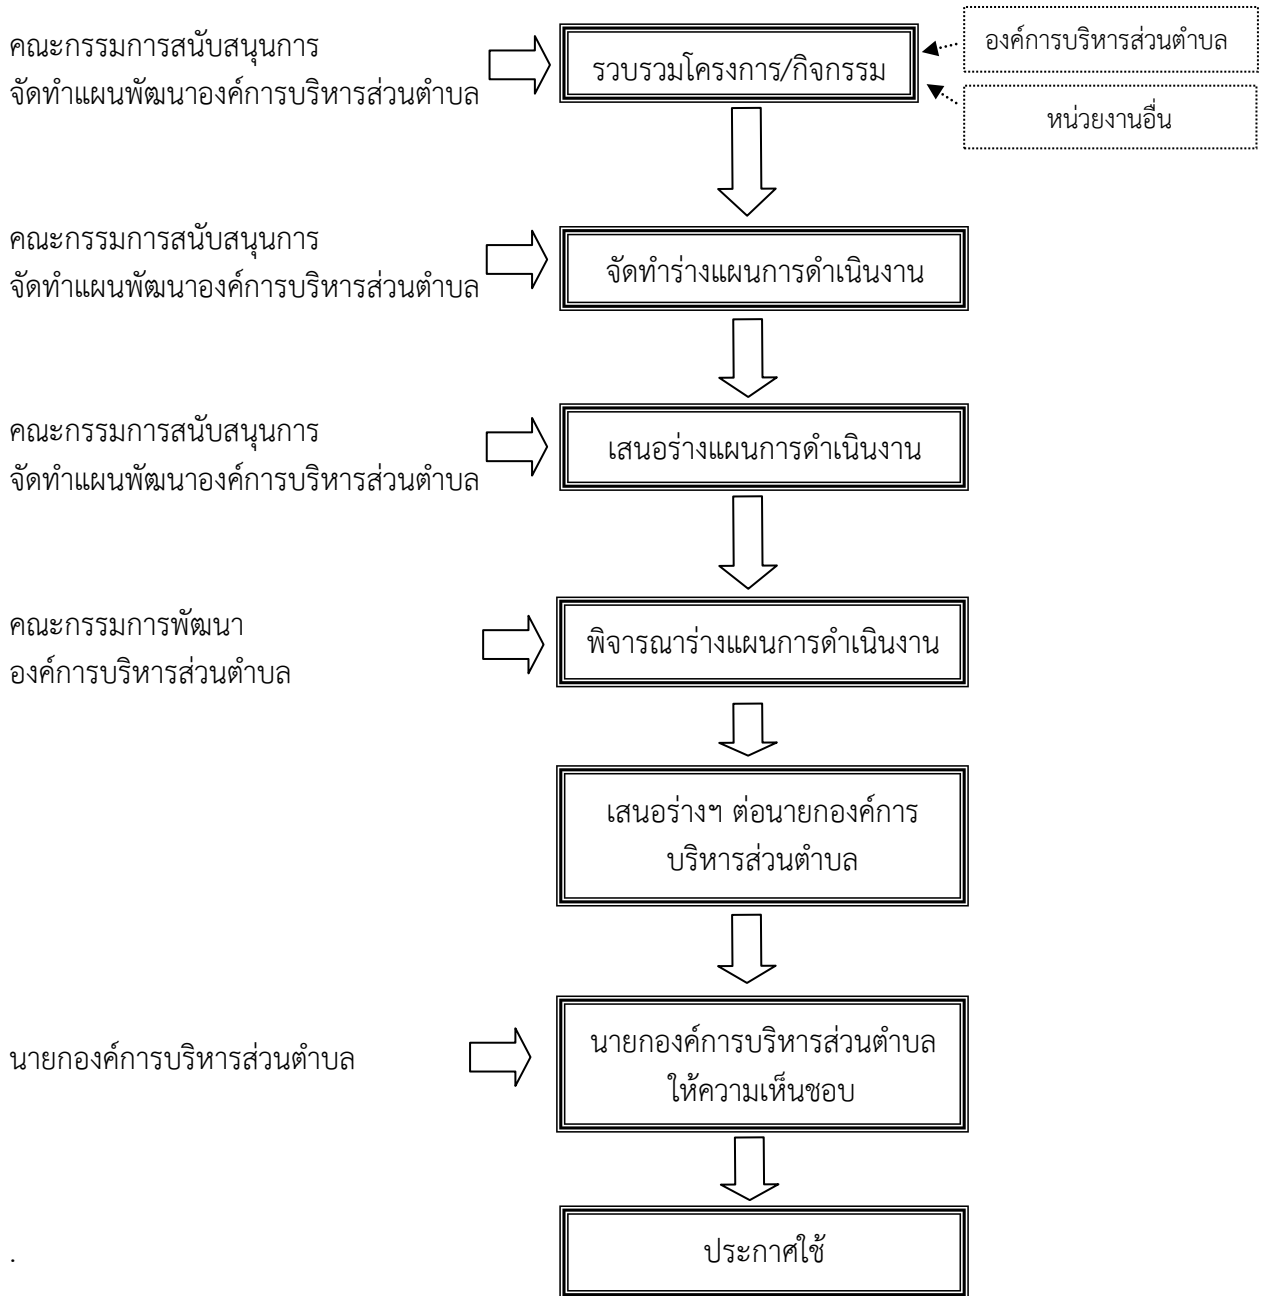 คณะกรรมการสนับสนุนการ
จัดทำแผนพัฒนาองค์การบริหารส่วนตำบล
รวบรวมโครงการ/กิจกรรม
องค์การบริหารส่วนตำบล
หน่วยงานอื่น
คณะกรรมการสนับสนุนการ
จัดทำแผนพัฒนาองค์การบริหารส่วนตำบล
จัดทำร่างแผนการดำเนินงาน
คณะกรรมการสนับสนุนการ
จัดทำแผนพัฒนาองค์การบริหารส่วนตำบล
เสนอร่างแผนการดำเนินงาน
คณะกรรมการพัฒนา
องค์การบริหารส่วนตำบล
พิจารณาร่างแผนการดำเนินงาน
เสนอร่างฯ ต่อนายกองค์การ
บริหารส่วนตำบล
นายกองค์การบริหารส่วนตำบล
นายกองค์การบริหารส่วนตำบล
ให้ความเห็นชอบ
ประกาศใช้
.